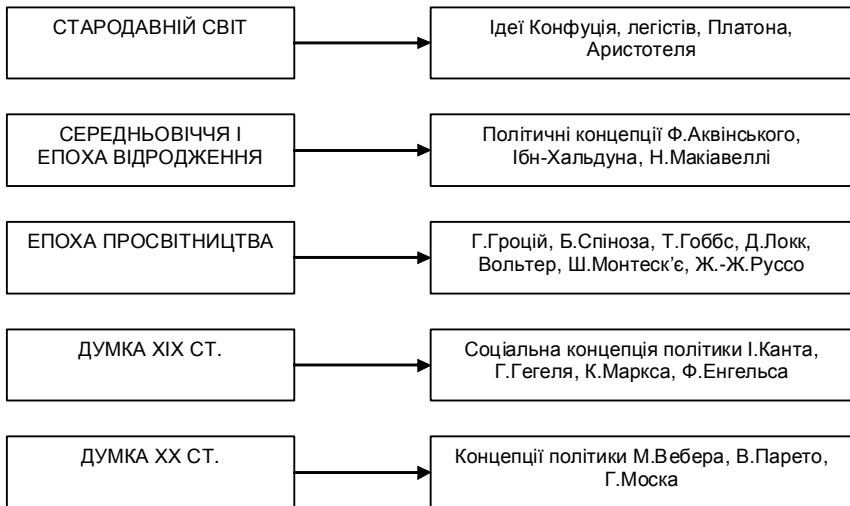 СТАРОДАВНІЙ СВІТ
Ідеї Конфуція, легістів, Платона,
Аристотеля
СЕРЕДНЬОВІЧЧЯ І
ЕПОХА ВІДРОДЖЕННЯ
Політичні концепції Ф.Аквінського,
Ібн-Хальдуна, Н.Макіавеллі
ЕПОХА ПРОСВІТНИЦТВА
Г.Гроцій, Б.Спіноза, Т.Гоббс, Д.Локк,
Вольтер, Ш.Монтеск’є, Ж.-Ж.Руссо
ДУМКА ХІХ СТ.
Соціальна концепція політики І.Канта,
Г.Гегеля, К.Маркса, Ф.Енгельса
ДУМКА ХХ СТ.
Концепції політики М.Вебера, В.Парето,
Г.Моска